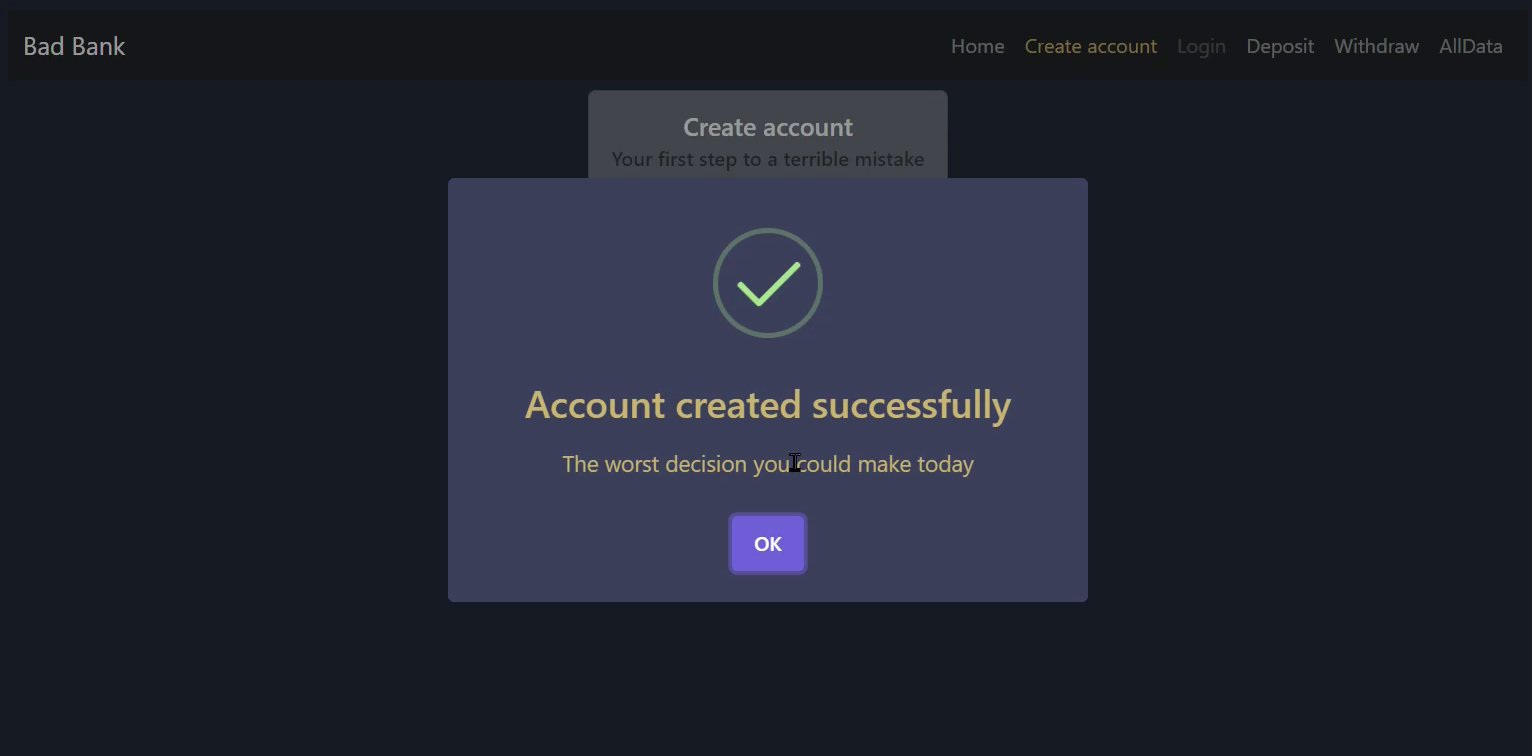 Bad Bank
Home Create account Login Deposit Withdraw AllData
Create account
Your first step to a terrible mistake
Account created successfully
The worst decision you could make today
OK